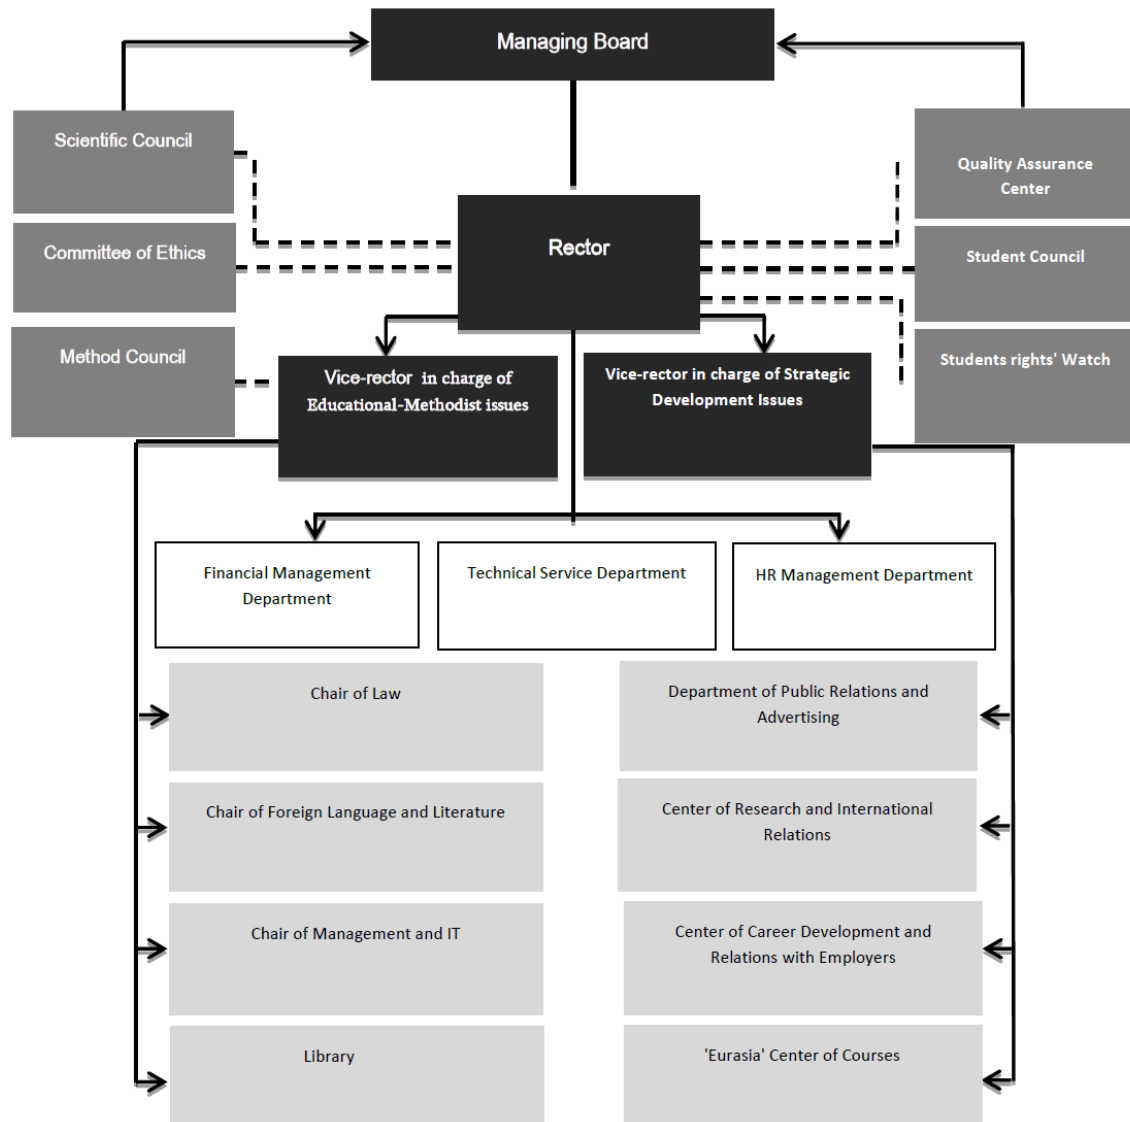 Managing Board
Scientific Council
Quality Assurance
Center
Committee of Ethics
Rector
Student Council
Method Council
Students rights' Watch
Vice-rector in charge of
Educational-Methodist issues
Vice-rector in charge of Strategic
Development Issues
Financial Management
Department
Technical Service Department
HR Management Department
Chair of Law
Department of Public Relations and
Advertising
Chair of Foreign Language and Literature
Center of Research and International
Relations
Chair of Management and IT
Center of Career Development and
Relations with Employers
Library
'Eurasia' Center of Courses